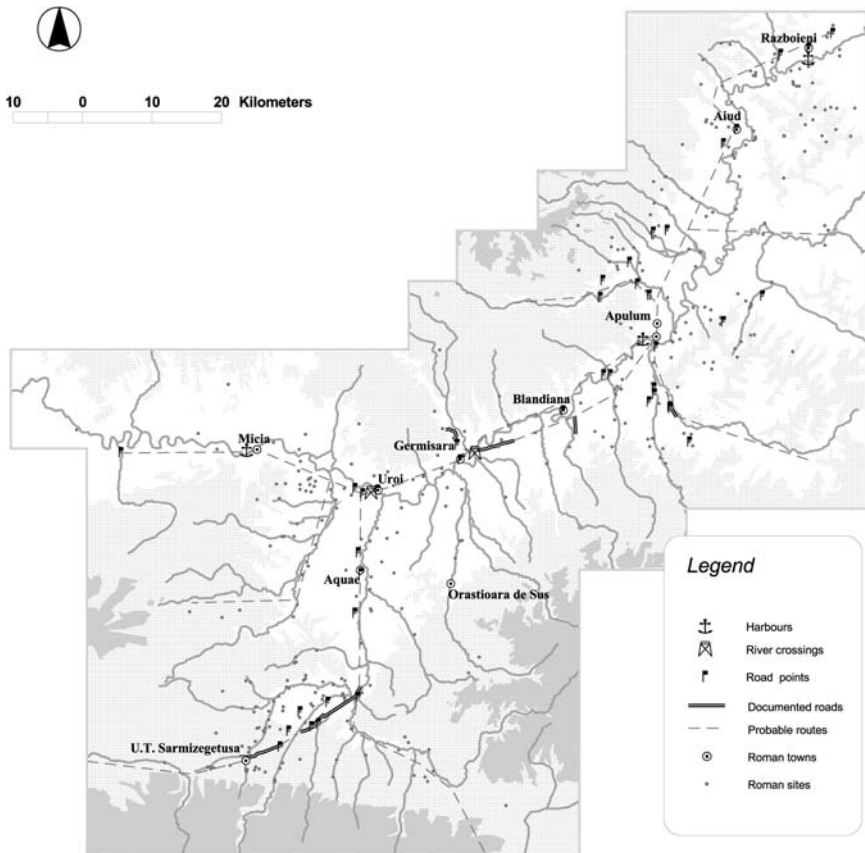 10 0 10 20 Kilometers
Razboieni
Aiud
Apulum
Blandiana
Germisara
Micia
Uroi
Aquae
Orastioara de Sus
U.T. Sarmizegetusa
Legend
Harbours
River crossings
Road points
Documented roads
Probable routes
Roman towns
Roman sites